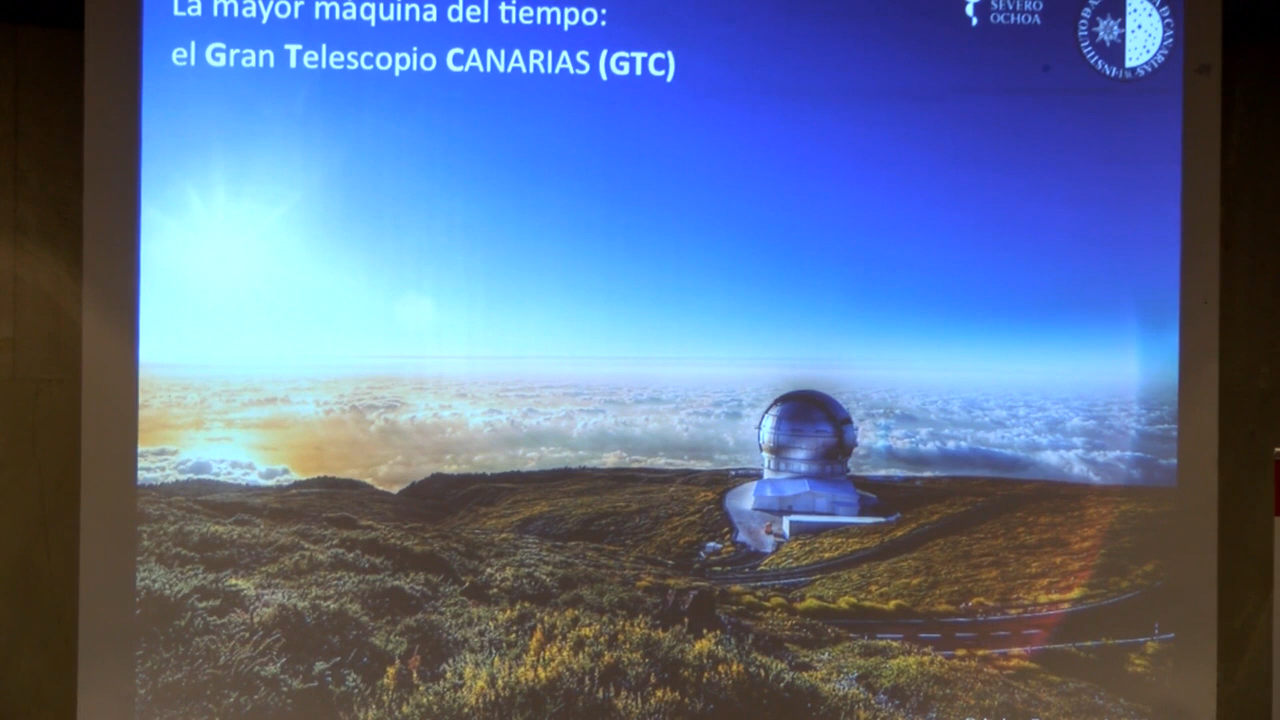 La mayor máquina del tiempo:
el Gran Telescopio CANARIAS (GTC)
SEVERO
OCHOA